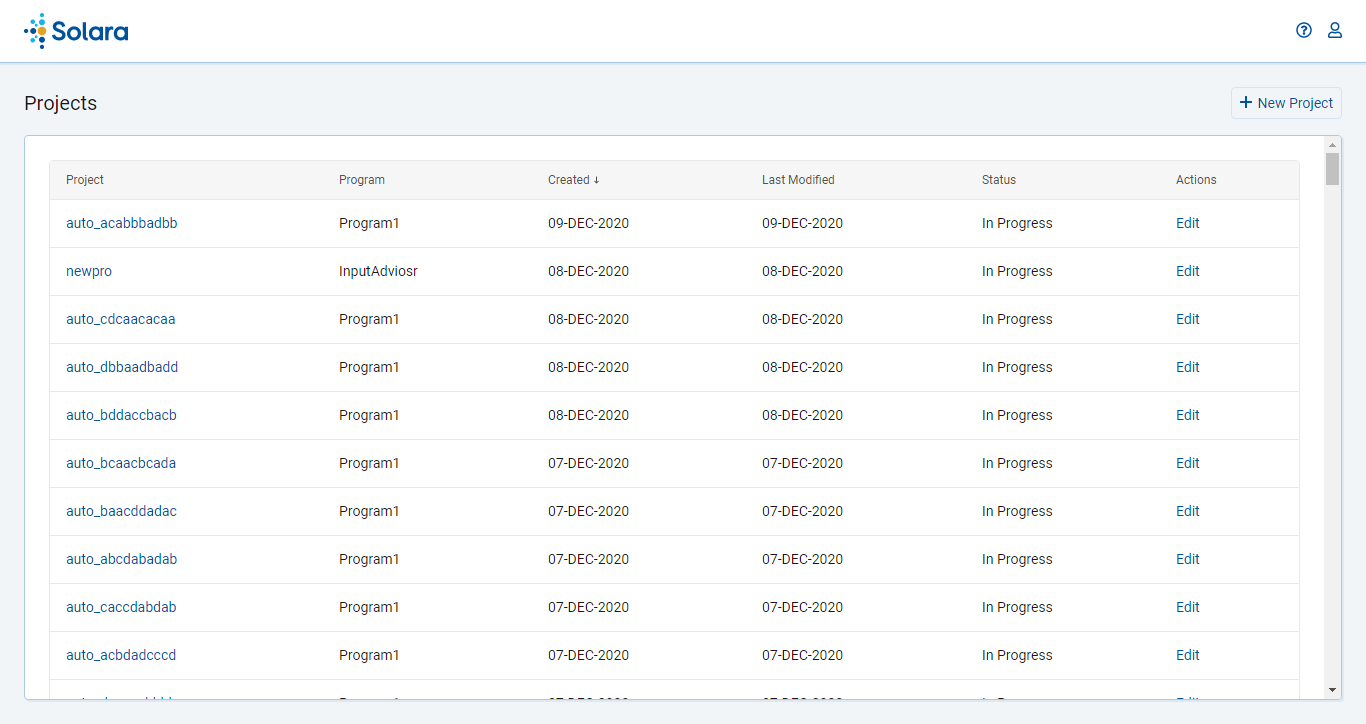 Solara
Projects
New Project
Project Program Created ↓ Last Modified Status Actions
auto_acabbbadbb Program1 09-DEC-2020 09-DEC-2020 In Progress Edit
newpro InputAdviosr 08-DEC-2020 08-DEC-2020 In Progress Edit
auto_cdcaacacaa Program1 08-DEC-2020 08-DEC-2020 In Progress Edit
auto_dbbaadbadd Program1 08-DEC-2020 08-DEC-2020 In Progress Edit
auto_bddaccbacb Program1 08-DEC-2020 08-DEC-2020 In Progress Edit
auto_bcaacbcada Program1 07-DEC-2020 07-DEC-2020 In Progress Edit
auto_baacddadac Program1 07-DEC-2020 07-DEC-2020 In Progress Edit
auto_abcdabadab Program1 07-DEC-2020 07-DEC-2020 In Progress Edit
auto_caccdabdab Program1 07-DEC-2020 07-DEC-2020 In Progress Edit
auto_acbdadcccd Program1 07-DEC-2020 07-DEC-2020 In Progress Edit